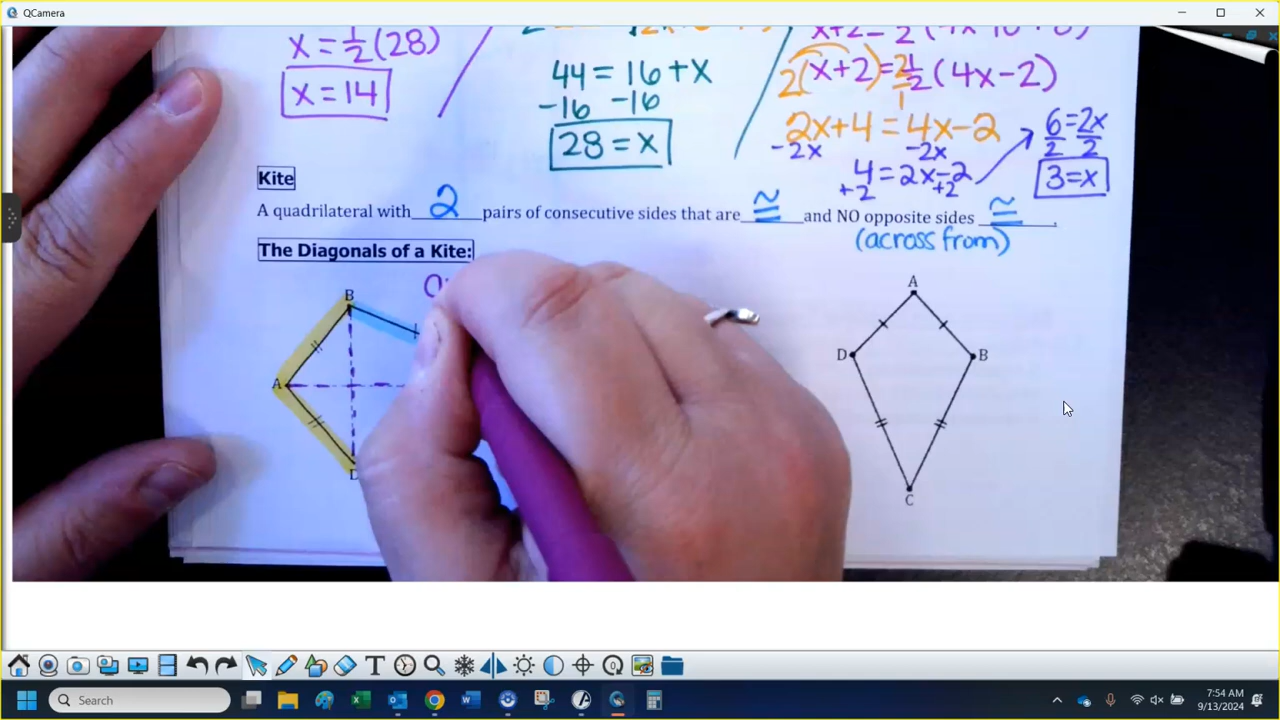 QCamera
x = 1/2 (28)
x = 14
44 = 16 + x
-16 -16
28 = x
2(x+2) = 2/1 1/2 (4x-2)
2x+4 = 4x-2
-2x -2x
4 = 2x-2
+2 +2
6 = 2x
2 2
3 = x
Kite
A quadrilateral with 2 pairs of consecutive sides that are ≅ and NO opposite sides ≅.
(across from)
The Diagonals of a Kite:
B
A
A
D
B
C
Search
7:54 AM
9/13/2024